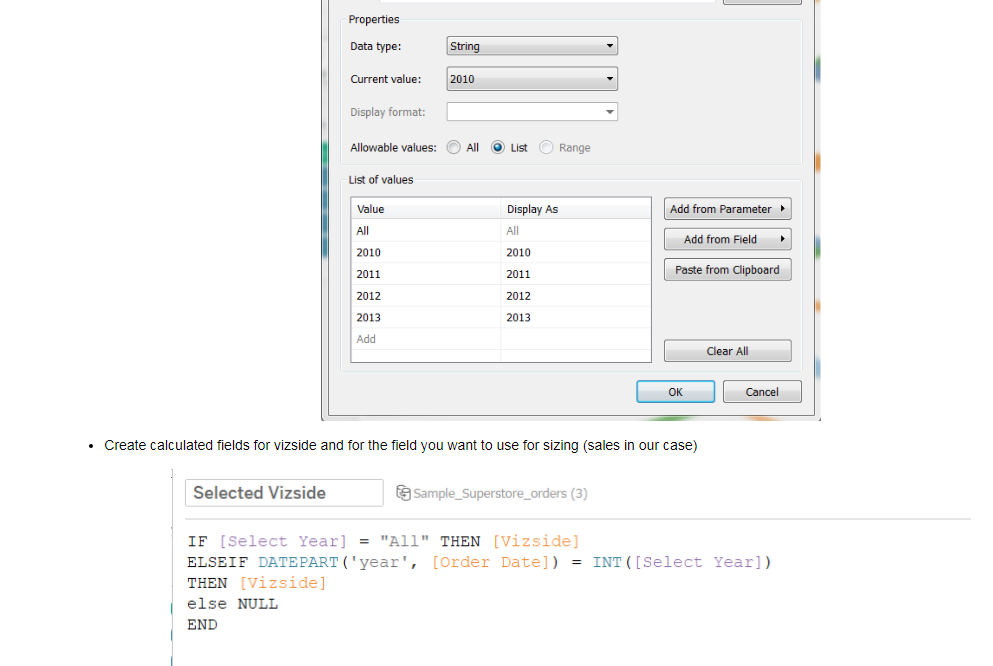 Properties
Data type: String
Current value: 2010
Display format:
Allowable values: All List Range
List of values
Value Display As
All All
2010 2010
2011 2011
2012 2012
2013 2013
Add
Add from Parameter
Add from Field
Paste from Clipboard
Clear All
OK Cancel
• Create calculated fields for vizside and for the field you want to use for sizing (sales in our case)
Selected Vizside Sample_Superstore_orders (3)
IF [Select Year] = "All" THEN [Vizside]
ELSEIF DATEPART('year', [Order Date]) = INT([Select Year])
THEN [Vizside]
else NULL
END